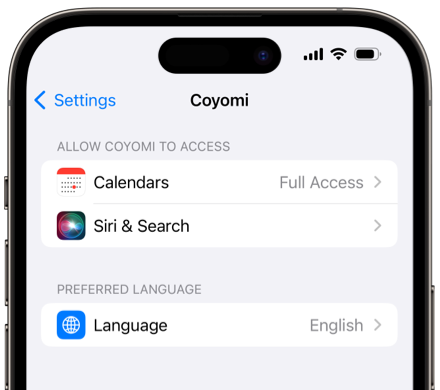 Settings
Coyomi
ALLOW COYOMI TO ACCESS
Calendars
Full Access
Siri & Search
PREFERRED LANGUAGE
Language
English